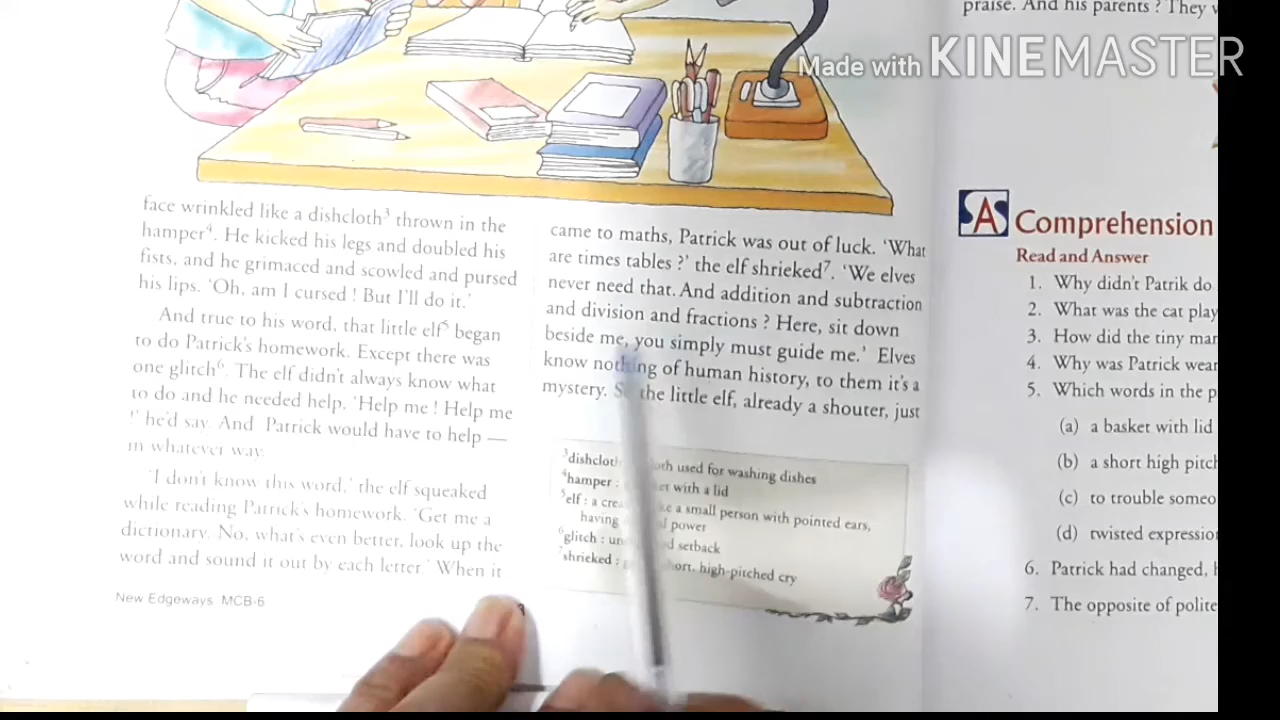 praise. And his parents ? They
Made with KINEMASTER
face wrinkled like a dishcloth³ thrown in the
hamper⁴. He kicked his legs and doubled his
fists, and he grimaced and scowled and pursed
his lips. 'Oh, am I cursed ! But I'll do it.'
And true to his word, that little elf⁵ began
to do Patrick's homework. Except there was
one glitch⁶. The elf didn't always know what
to do and he needed help. 'Help me ! Help me
!' he'd say. And Patrick would have to help —
in whatever way.
'I don't know this word,' the elf squeaked
while reading Patrick's homework. 'Get me a
dictionary. No, what's even better, look up the
word and sound it out by each letter.' When it
New Edgeways MCB-6
came to maths, Patrick was out of luck. 'What
are times tables ?' the elf shrieked⁷. 'We elves
never need that. And addition and subtraction
and division and fractions ? Here, sit down
beside me, you simply must guide me.' Elves
know nothing of human history, to them it's a
mystery. the little elf, already a shouter, just
³dishcloth used for washing dishes
⁴hamper : with a lid
⁵elf : a a small person with pointed ears,
having power
⁶glitch : setback
⁷shrieked : short, high-pitched cry
SA Comprehension
Read and Answer
1. Why didn't Patrik do
2. What was the cat play
3. How did the tiny mar
4. Why was Patrick wear
5. Which words in the p
(a) a basket with lid
(b) a short high pitch
(c) to trouble someo
(d) twisted expressio
6. Patrick had changed,
7. The opposite of polite